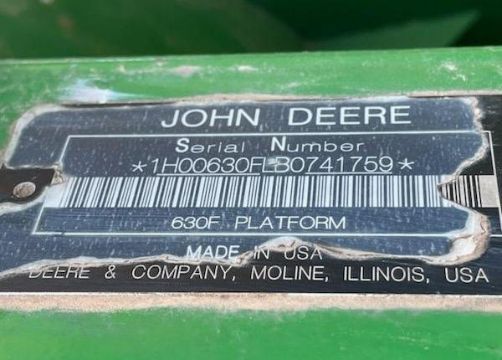 JOHN DEERE
Serial Number
*1H00630FLB0741759*
630F PLATFORM
MADE IN USA
DEERE & COMPANY, MOLINE, ILLINOIS, USA